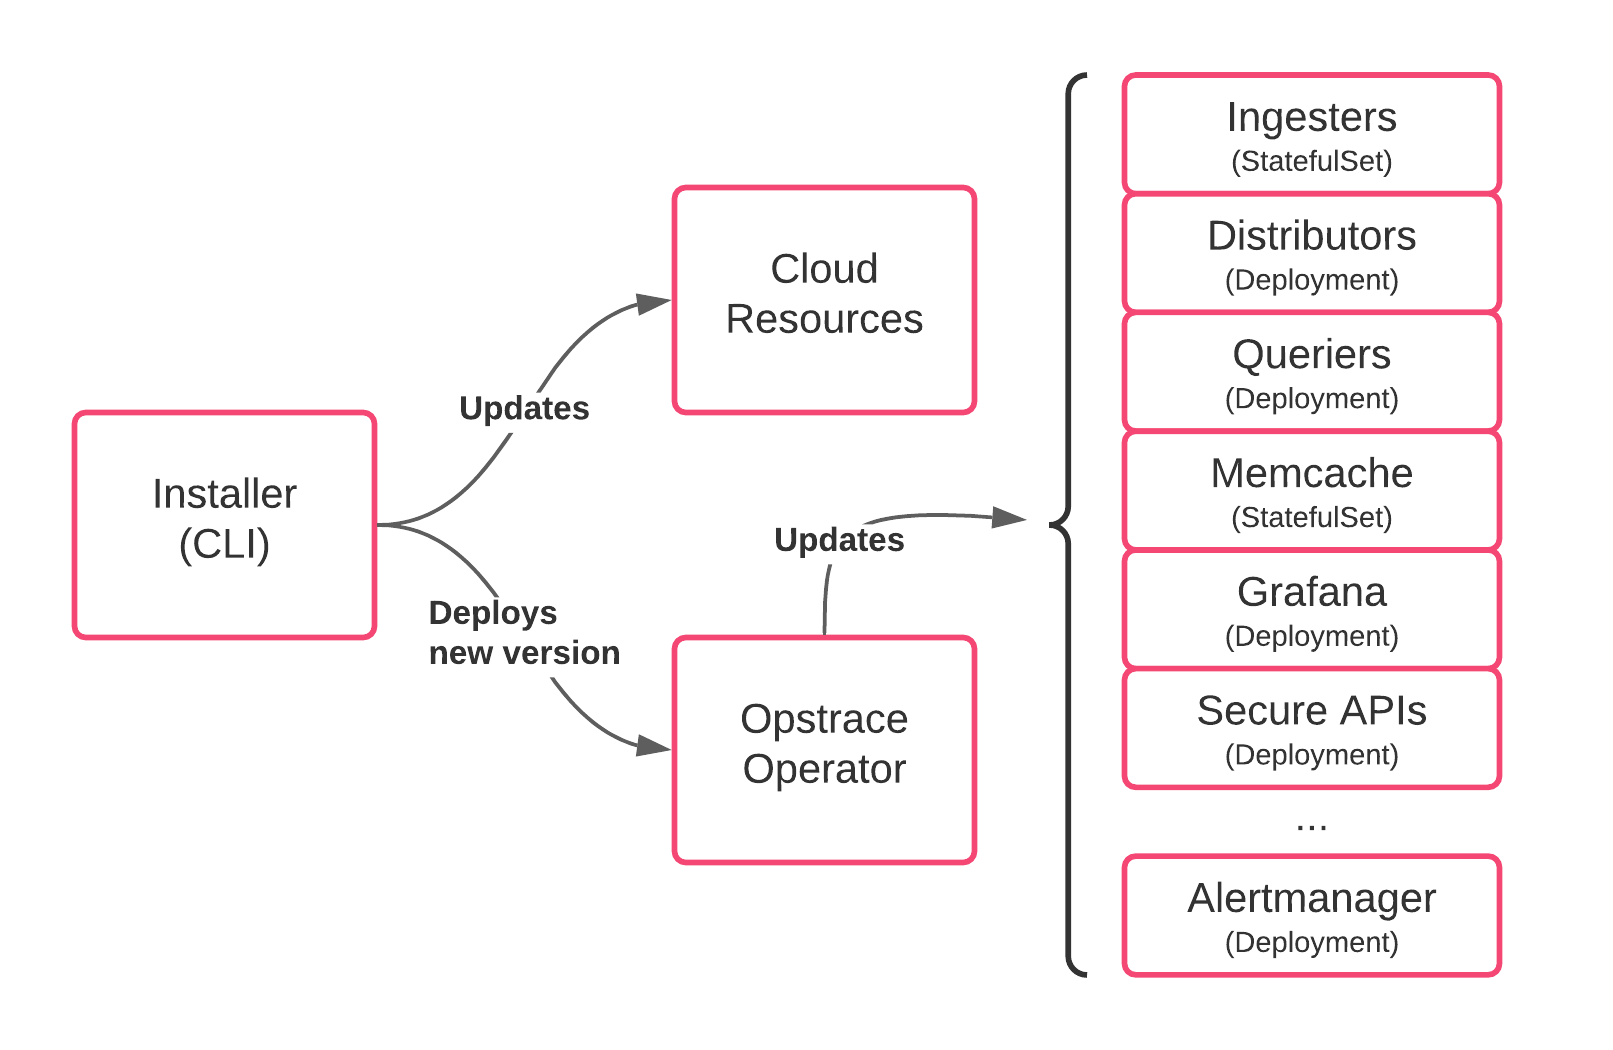 Installer
(CLI)
Updates
Deploys
new version
Cloud
Resources
Opstrace
Operator
Updates
Ingesters
(StatefulSet)
Distributors
(Deployment)
Queriers
(Deployment)
Memcache
(StatefulSet)
Grafana
(Deployment)
Secure APIs
(Deployment)
...
Alertmanager
(Deployment)